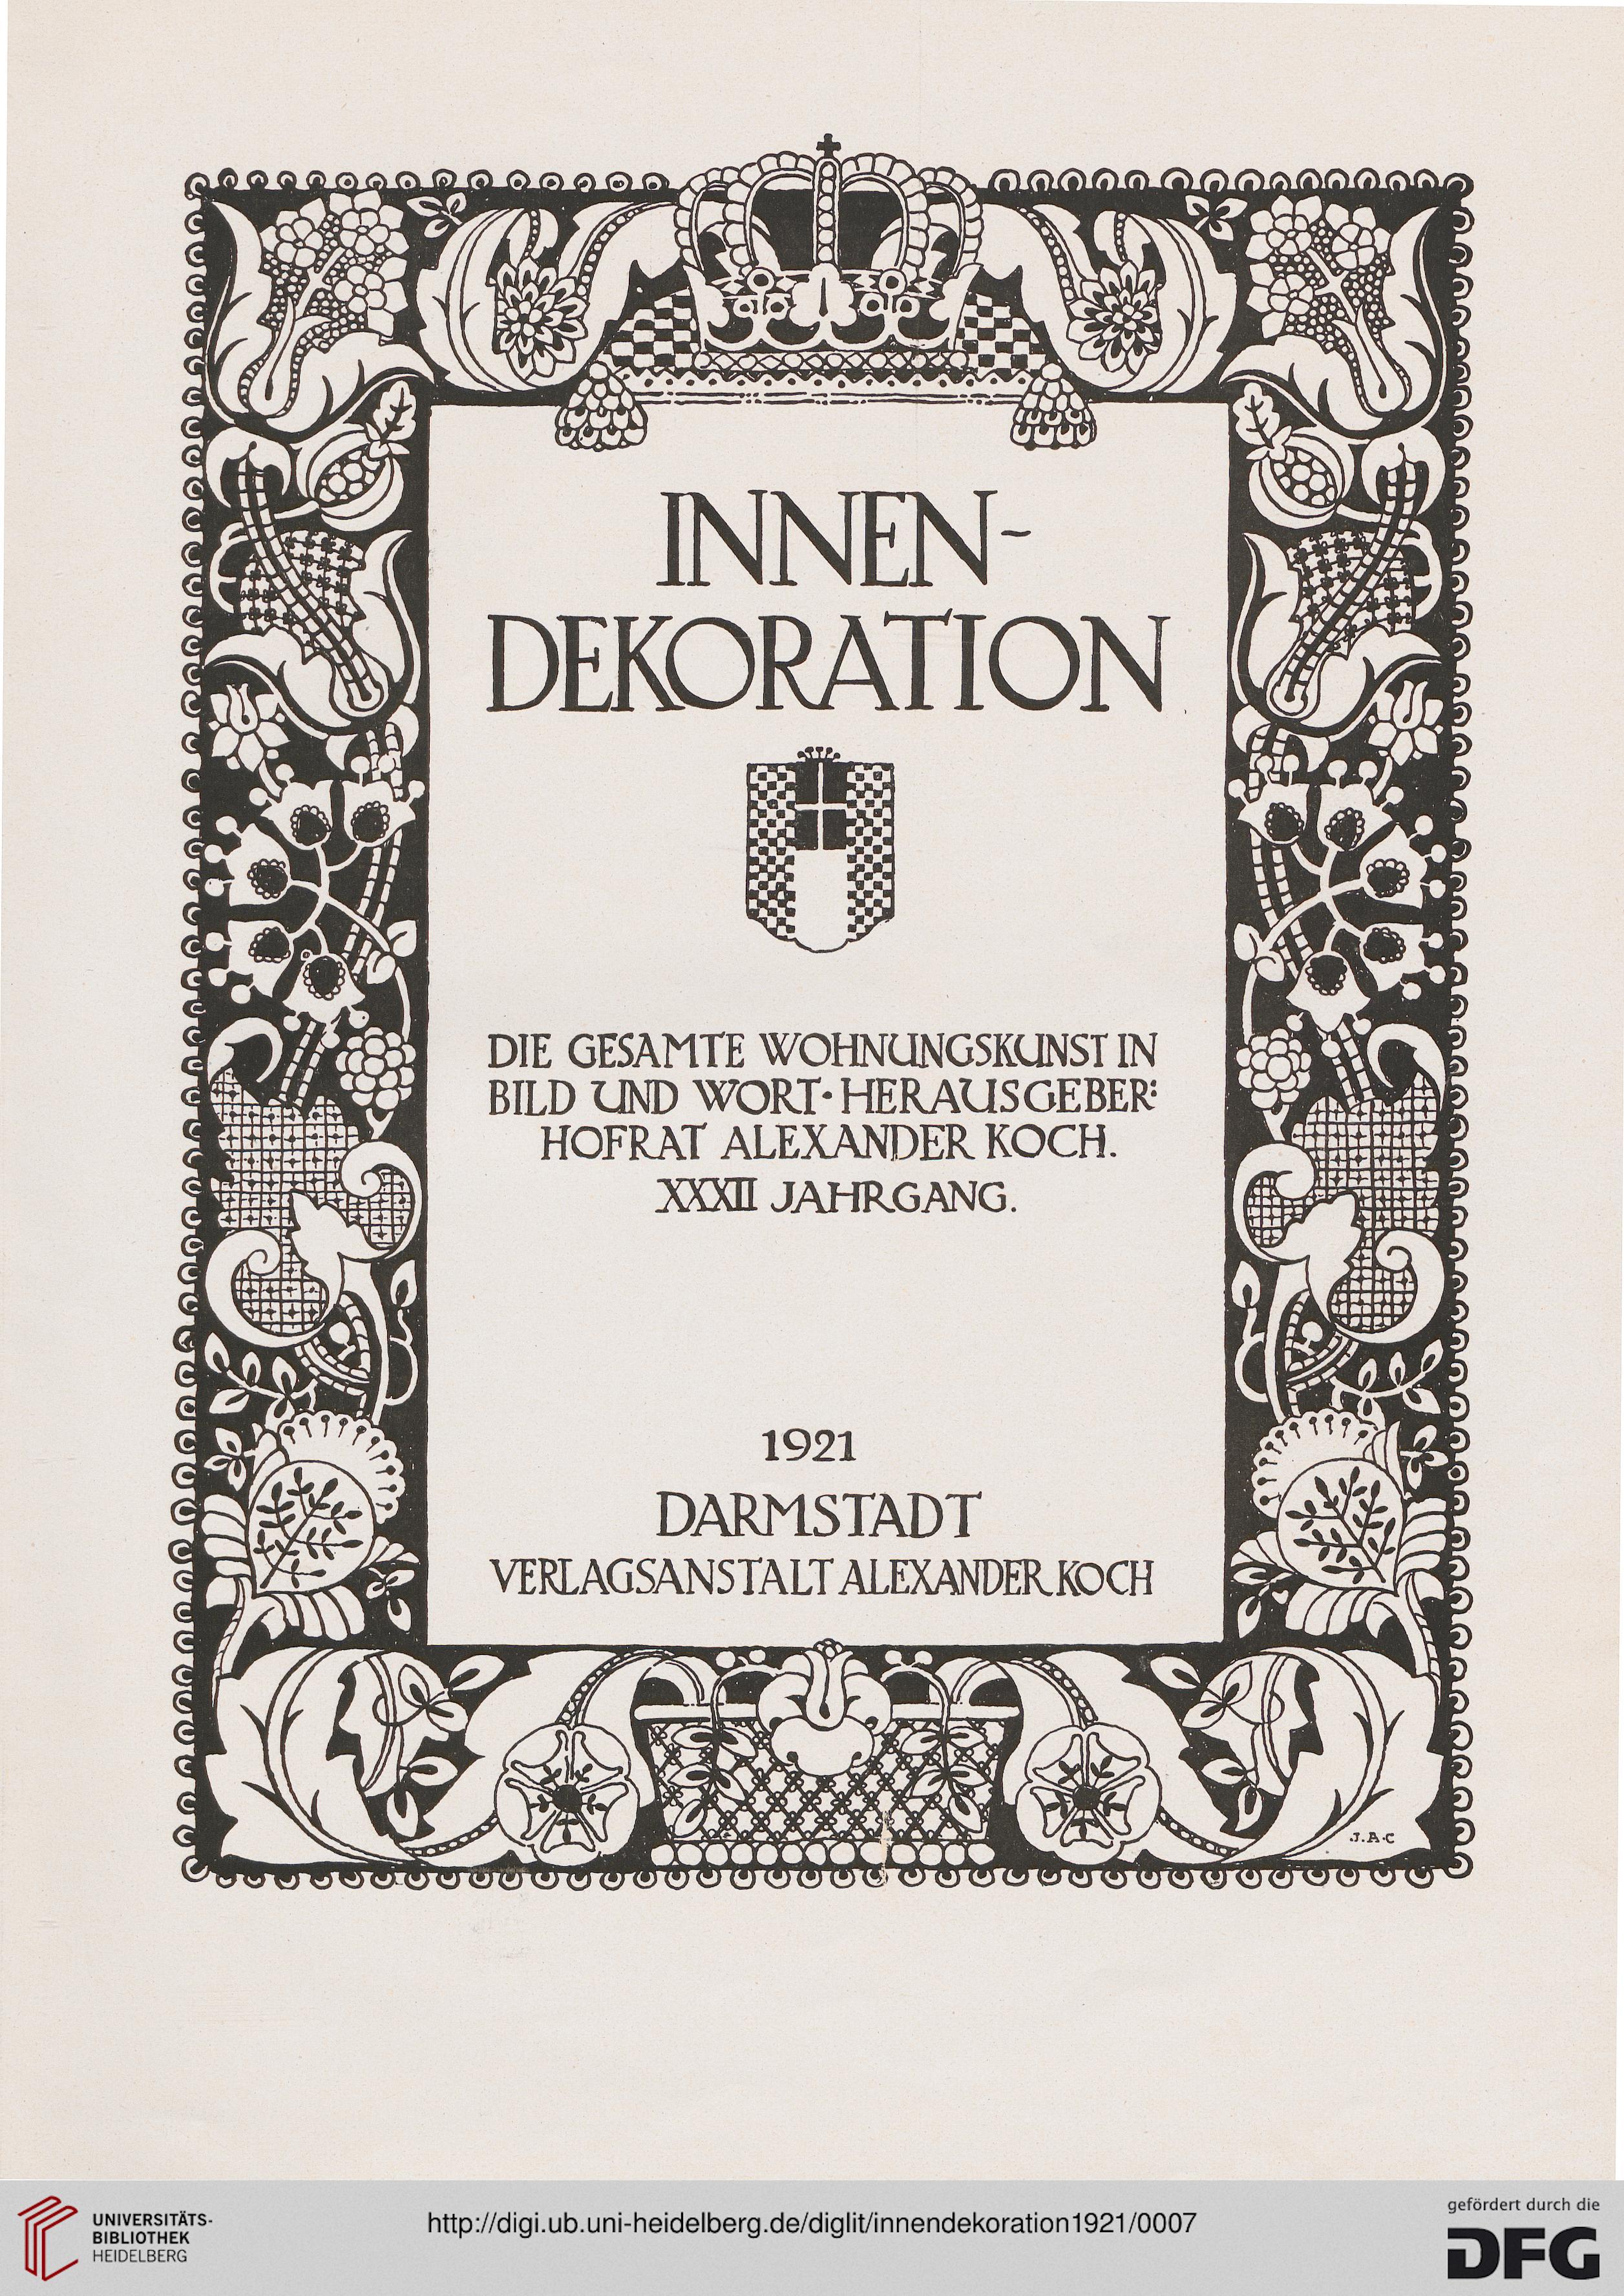 INNEN-
DEKORATION
DIE GESAMTE WOHNUNGSKUNST IN
BILD UND WORT · HERAUSGEBER:
HOFRAT ALEXANDER KOCH.
XXXII JAHRGANG.
1921
DARMSTADT
VERLAGSANSTALT ALEXANDER KOCH
·J.A·C
UNIVERSITÄTS-
BIBLIOTHEK
HEIDELBERG
http://digi.ub.uni-heidelberg.de/diglit/innendekoration1921/0007
gefördert durch die
DFG